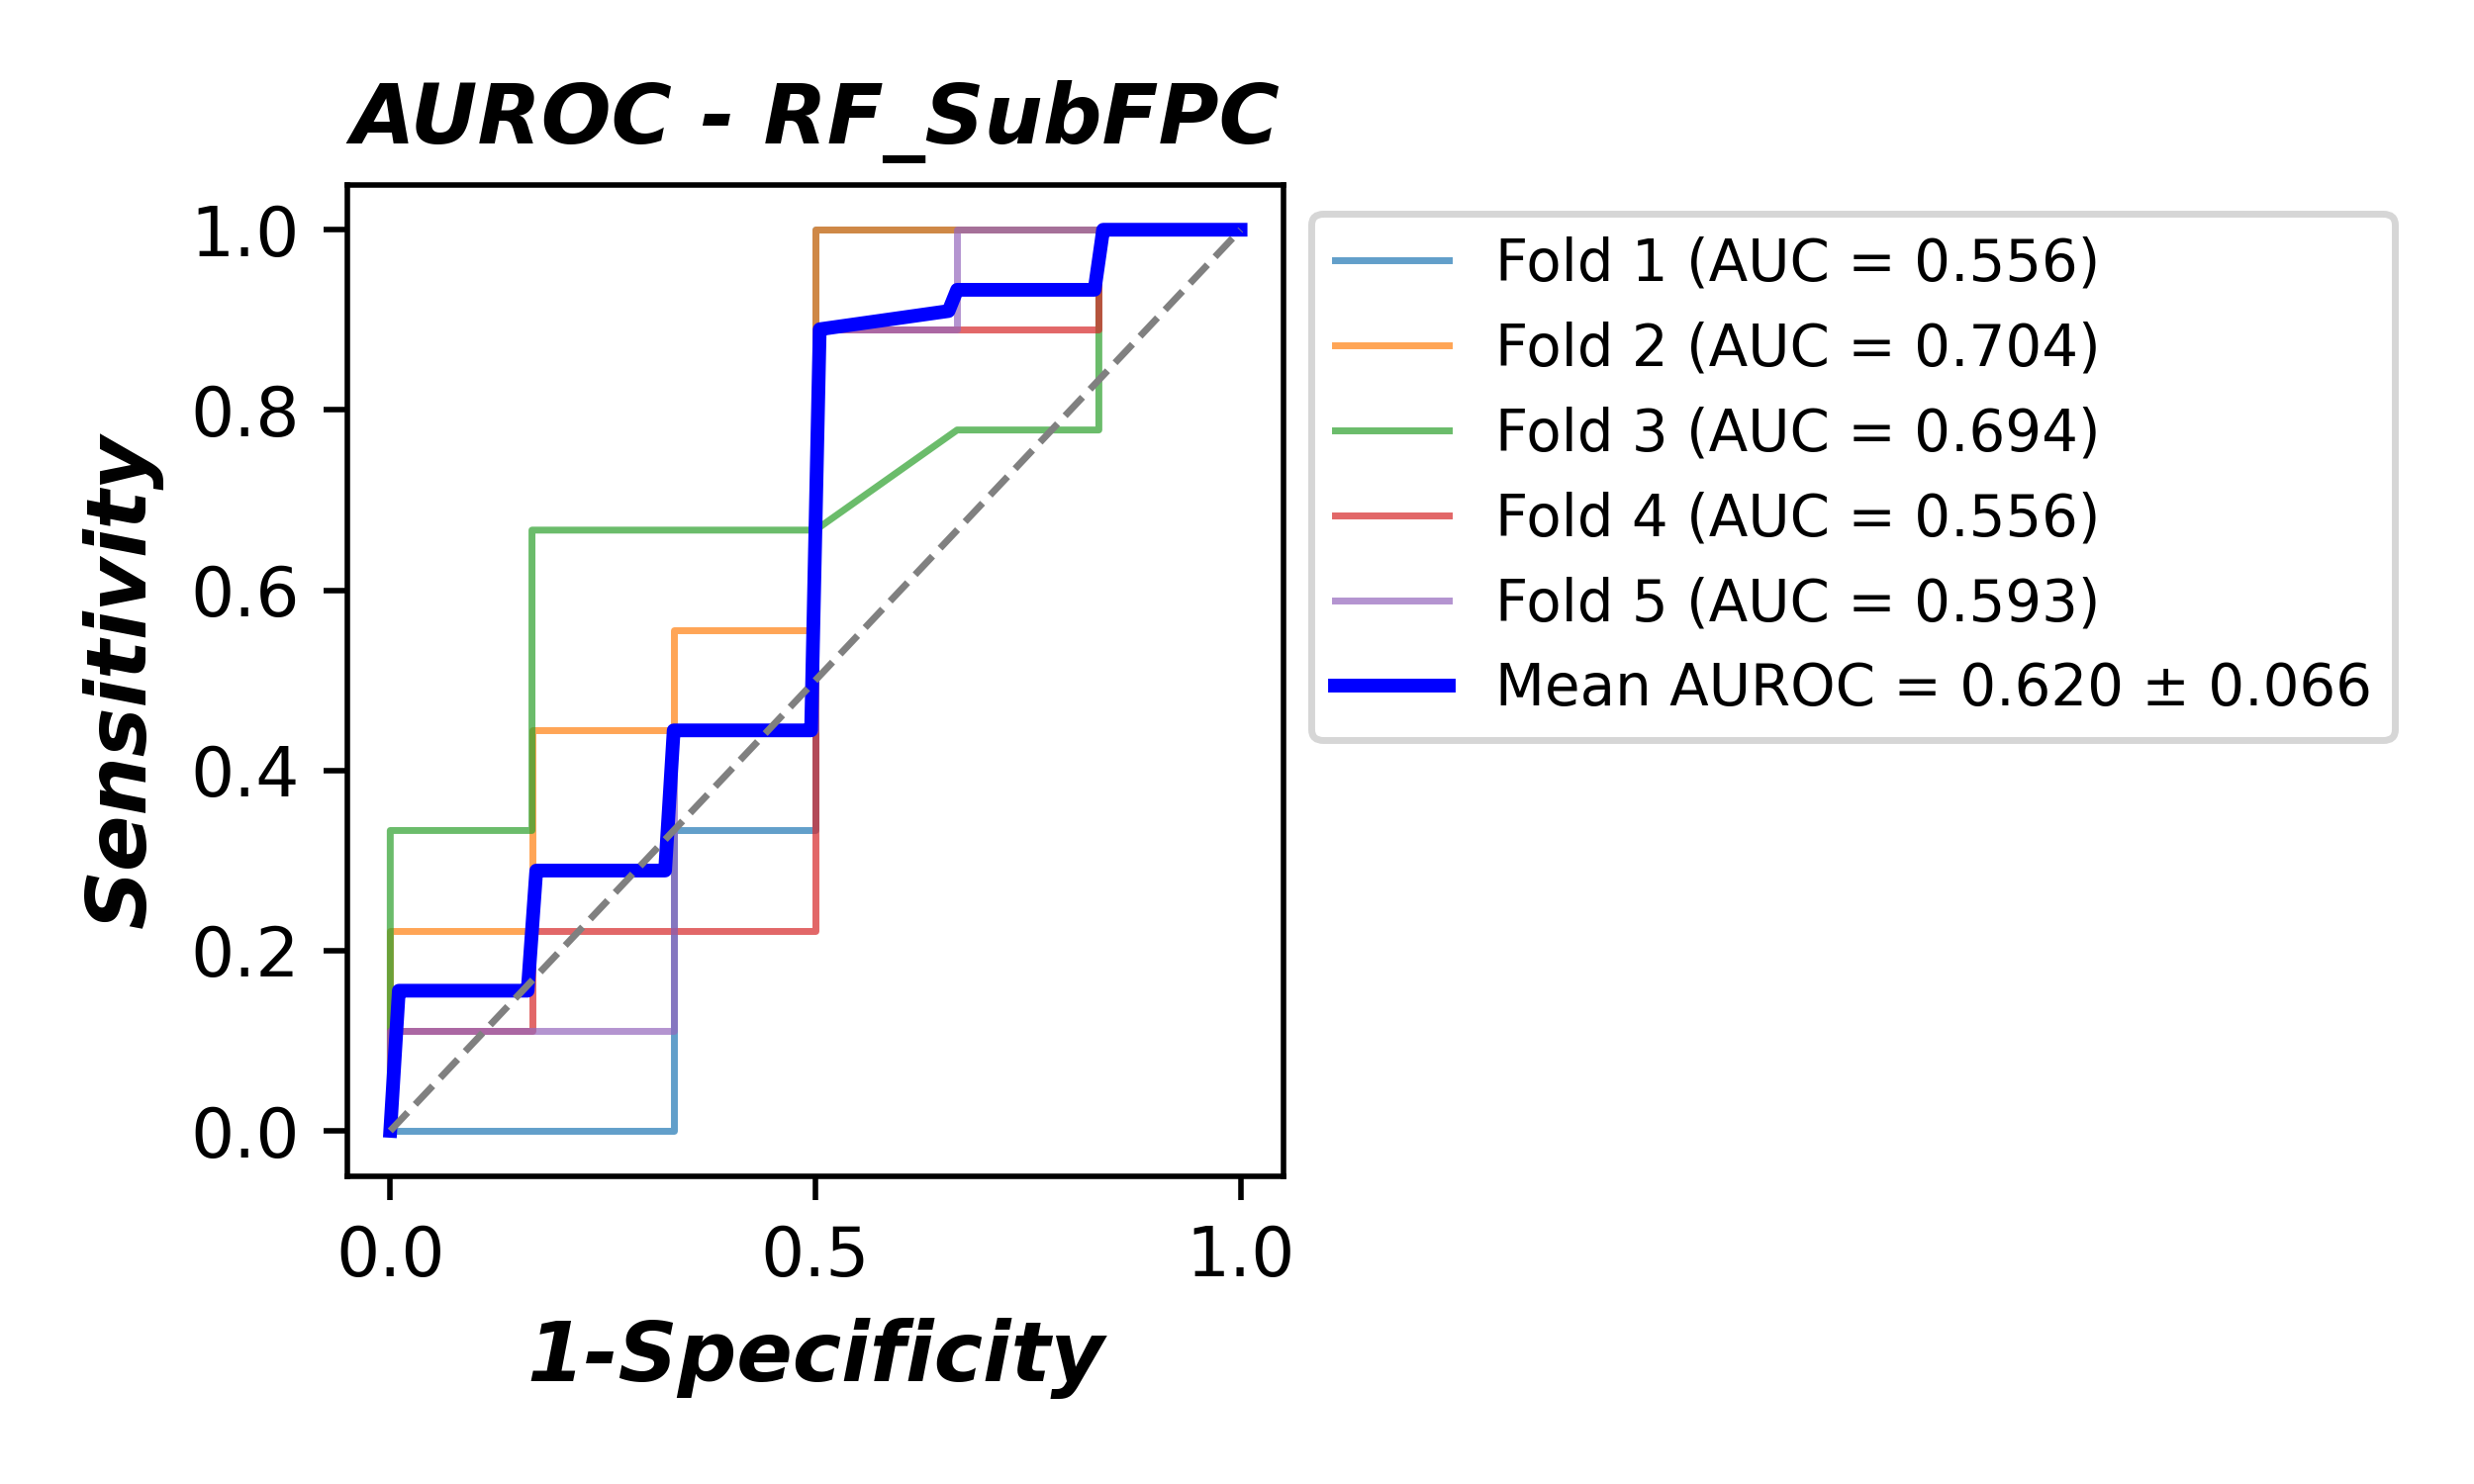 AUROC - RF_SubFPC
1.0
0.8
0.6
0.4
0.2
0.0
Sensitivity
0.0 0.5 1.0
1-Specificity
Fold 1 (AUC = 0.556)
Fold 2 (AUC = 0.704)
Fold 3 (AUC = 0.694)
Fold 4 (AUC = 0.556)
Fold 5 (AUC = 0.593)
Mean AUROC = 0.620 ± 0.066